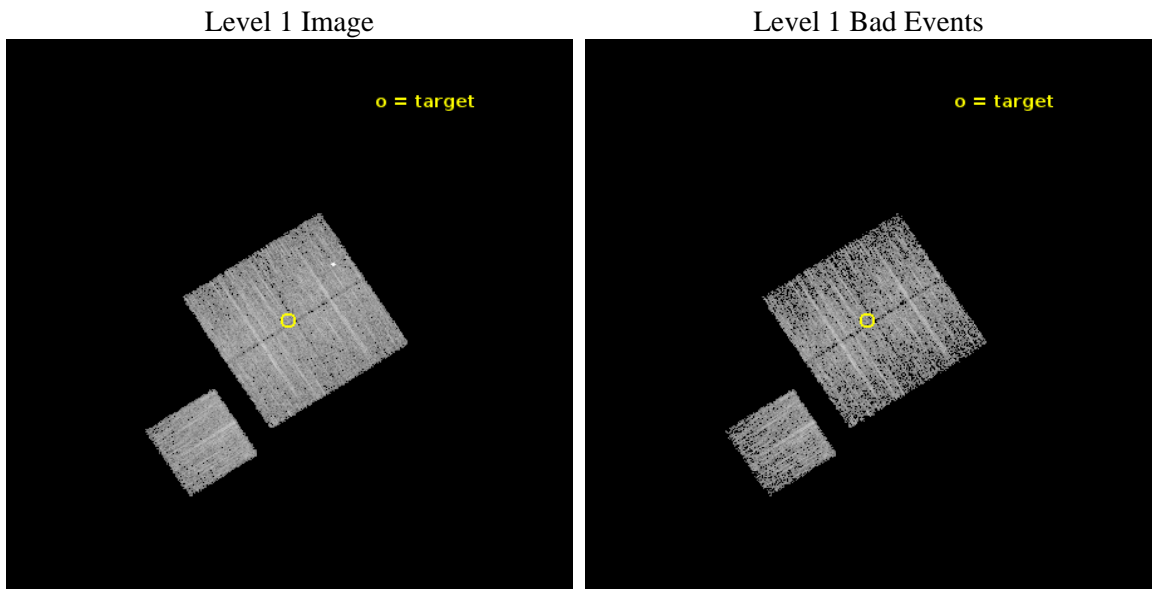 Level 1 Image
Level 1 Bad Events
o = target
o = target